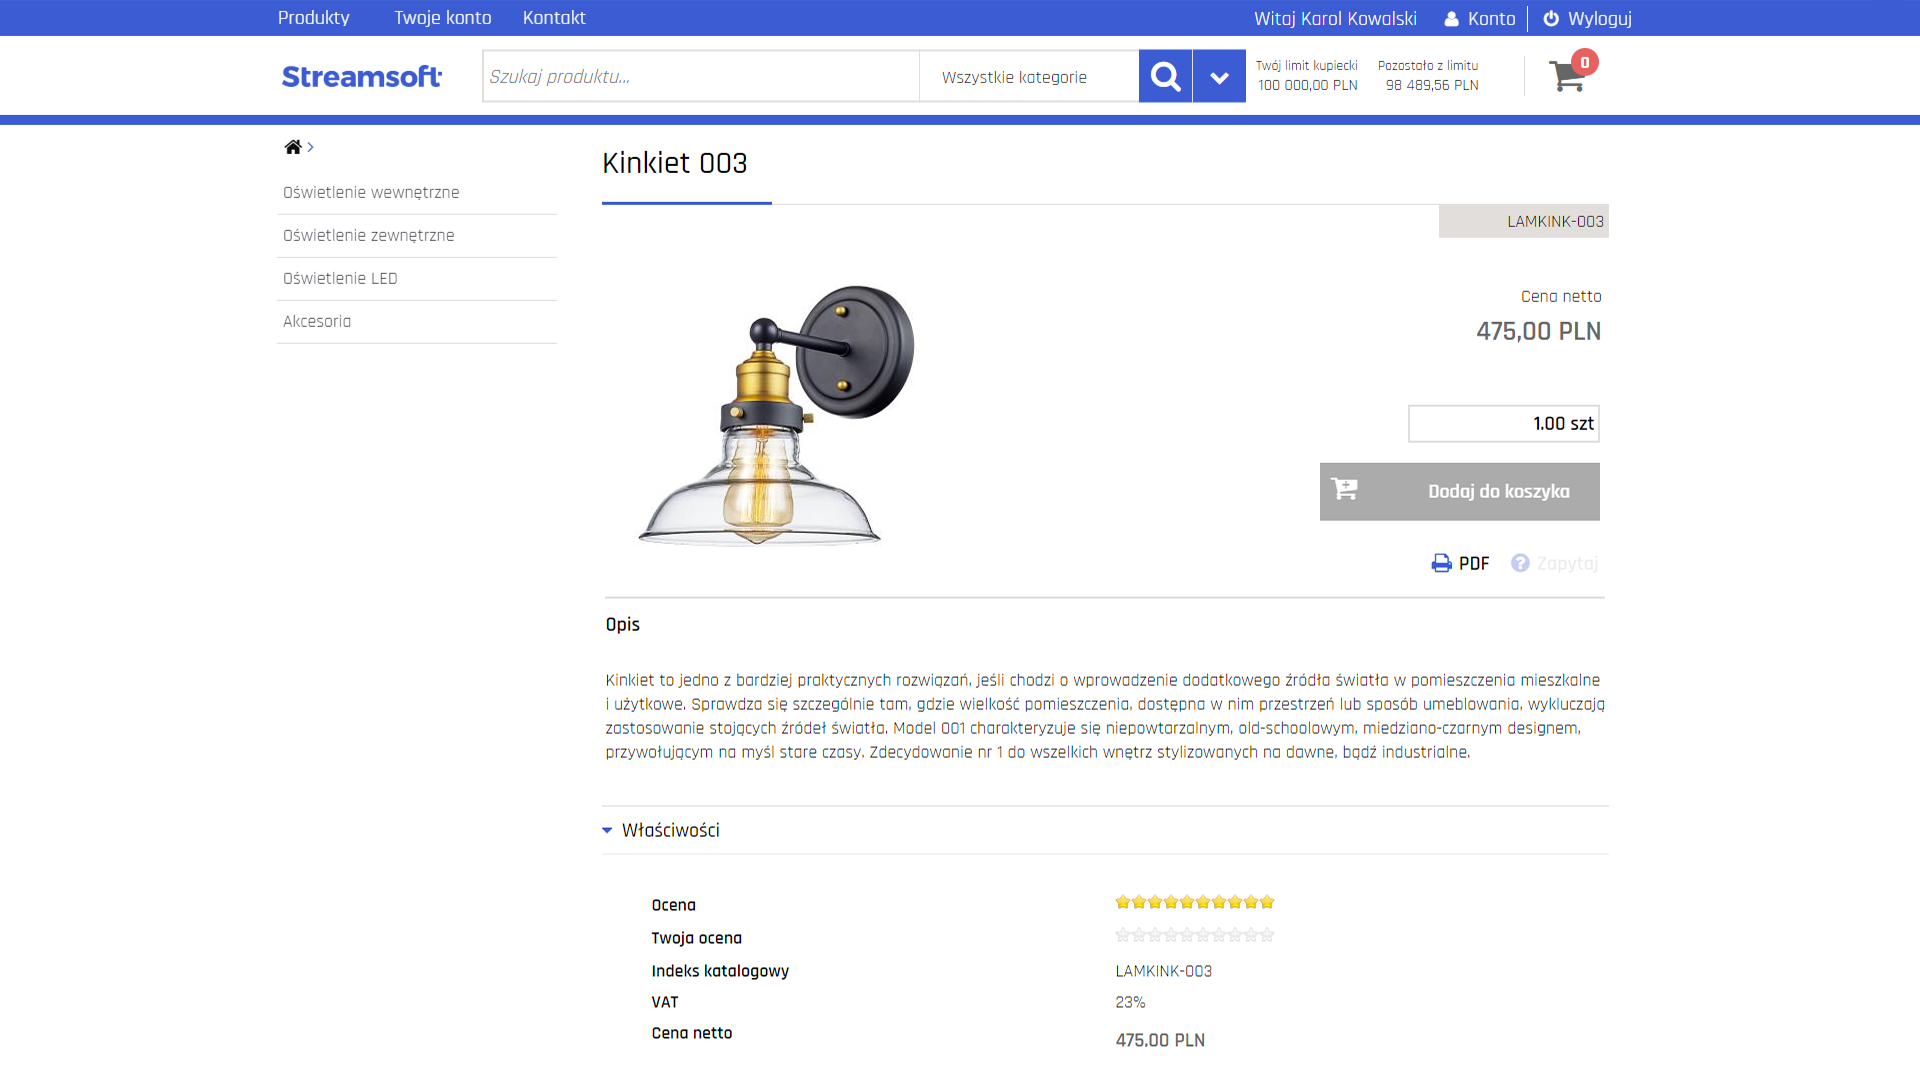 Produkty Twoje konto Kontakt Witaj Karol Kowalski Konto Wyloguj
Streamsoft
Szukaj produktu...
Wszystkie kategorie
Twój limit kupiecki
100 000,00 PLN
Pozostało z limitu
98 489,56 PLN
0
Oświetlenie wewnętrzne
Oświetlenie zewnętrzne
Oświetlenie LED
Akcesoria
Kinkiet 003
LAMKINK-003
Cena netto
475,00 PLN
1.00 szt
Dodaj do koszyka
PDF Zapytaj
Opis
Kinkiet to jedno z bardziej praktycznych rozwiązań, jeśli chodzi o wprowadzenie dodatkowego źródła światła w pomieszczenia mieszkalne
i użytkowe. Sprawdza się szczególnie tam, gdzie wielkość pomieszczenia, dostępna w nim przestrzeń lub sposób umeblowania, wykluczają
zastosowanie stojących źródeł światła. Model 001 charakteryzuje się niepowtarzalnym, old-schoolowym, miedziano-czarnym designem,
przywołującym na myśl stare czasy. Zdecydowanie nr 1 do wszelkich wnętrz stylizowanych na dawne, bądź industrialne.
Właściwości
Ocena
Twoja ocena
Indeks katalogowy LAMKINK-003
VAT 23%
Cena netto 475,00 PLN